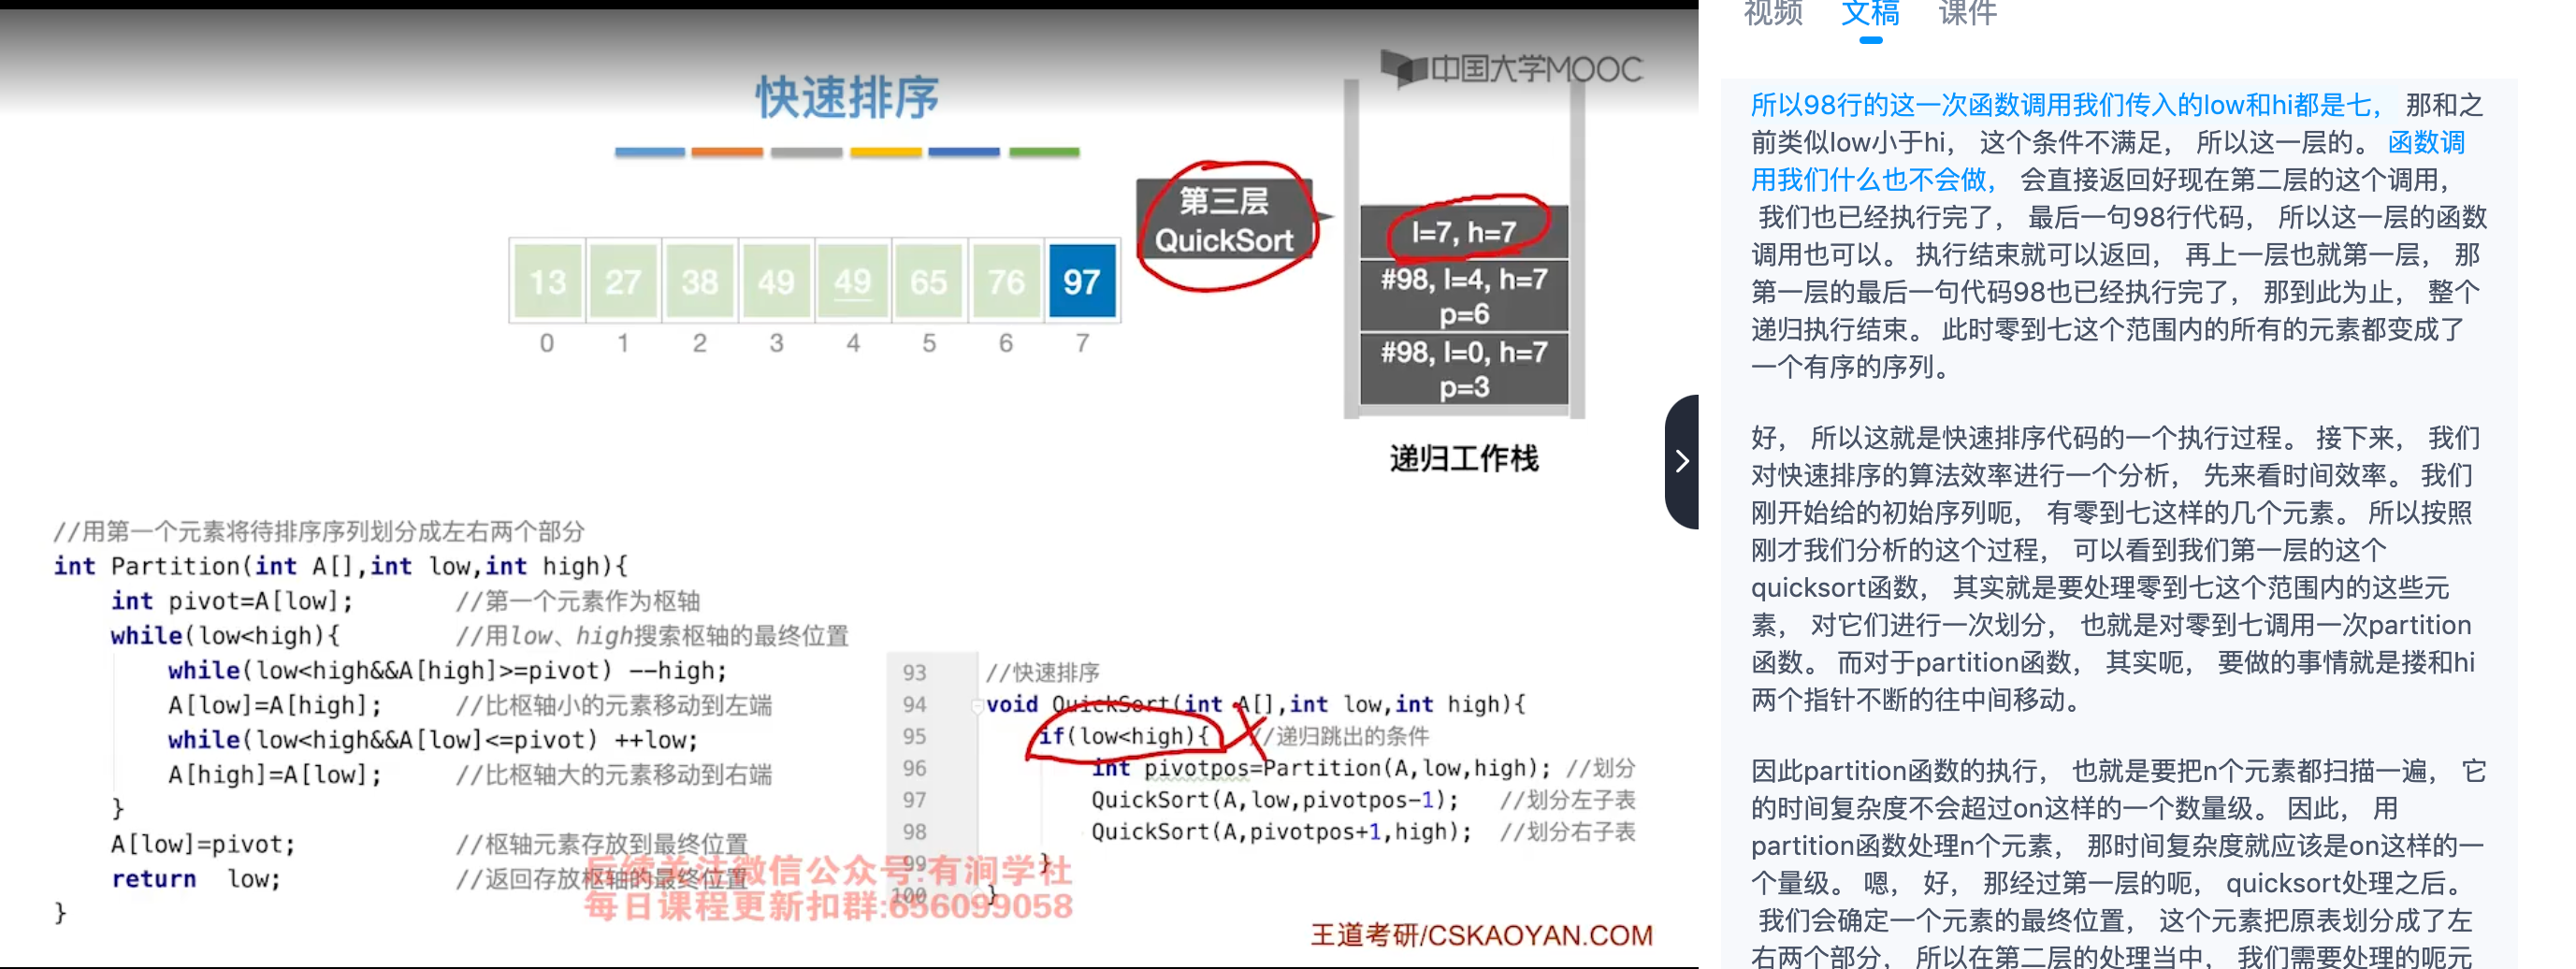 中国大学MOOC
快速排序
第三层
QuickSort
l=7, h=7
#98, l=4, h=7
p=6
#98, l=0, h=7
p=3
递归工作栈
13 27 38 49 49 65 76 97
0 1 2 3 4 5 6 7
//用第一个元素将待排序序列划分成左右两个部分
int Partition(int A[],int low,int high){
int pivot=A[low]; //第一个元素作为枢轴
while(low<high){ //用low、high搜索枢轴的最终位置
while(low<high&&A[high]>=pivot) --high;
A[low]=A[high]; //比枢轴小的元素移动到左端
while(low<high&&A[low]<=pivot) ++low;
A[high]=A[low]; //比枢轴大的元素移动到右端
}
A[low]=pivot; //枢轴元素存放到最终位置
return low; //返回存放枢轴的最终位置
}
93 //快速排序
94 void QuickSort(int A[],int low,int high){
95 if(low<high){ //递归跳出的条件
96 int pivotpos=Partition(A,low,high); //划分
97 QuickSort(A,low,pivotpos-1); //划分左子表
98 QuickSort(A,pivotpos+1,high); //划分右子表
99 }
100 }
后续关注微信公众号:有涧学社
每日课程更新扣群:656099058
王道考研/CSKAOYAN.COM
视频 文稿 课件
所以98行的这一次函数调用我们传入的low和hi都是七， 那和之
前类似low小于hi， 这个条件不满足， 所以这一层的。 函数调
用我们什么也不会做， 会直接返回好现在第二层的这个调用，
我们也已经执行完了， 最后一句98行代码， 所以这一层的函数
调用也可以。 执行结束就可以返回， 再上一层也就第一层， 那
第一层的最后一句代码98也已经执行完了， 那到此为止， 整个
递归执行结束。 此时零到七这个范围内的所有的元素都变成了
一个有序的序列。
好， 所以这就是快速排序代码的一个执行过程。 接下来， 我们
对快速排序的算法效率进行一个分析， 先来看时间效率。 我们
刚开始给的初始序列呃， 有零到七这样的几个元素。 所以按照
刚才我们分析的这个过程， 可以看到我们第一层的这个
quicksort函数， 其实就是要处理零到七这个范围内的这些元
素， 对它们进行一次划分， 也就是对零到七调用一次partition
函数。 而对于partition函数， 其实呃， 要做的事情就是搂和hi
两个指针不断的往中间移动。
因此partition函数的执行， 也就是要把n个元素都扫描一遍， 它
的时间复杂度不会超过on这样的一个数量级。 因此， 用
partition函数处理n个元素， 那时间复杂度就应该是on这样的一
个量级。 嗯， 好， 那经过第一层的呃， quicksort处理之后。
我们会确定一个元素的最终位置， 这个元素把原表划分成了左
右两个部分， 所以在第二层的处理当中， 我们需要处理的呃元